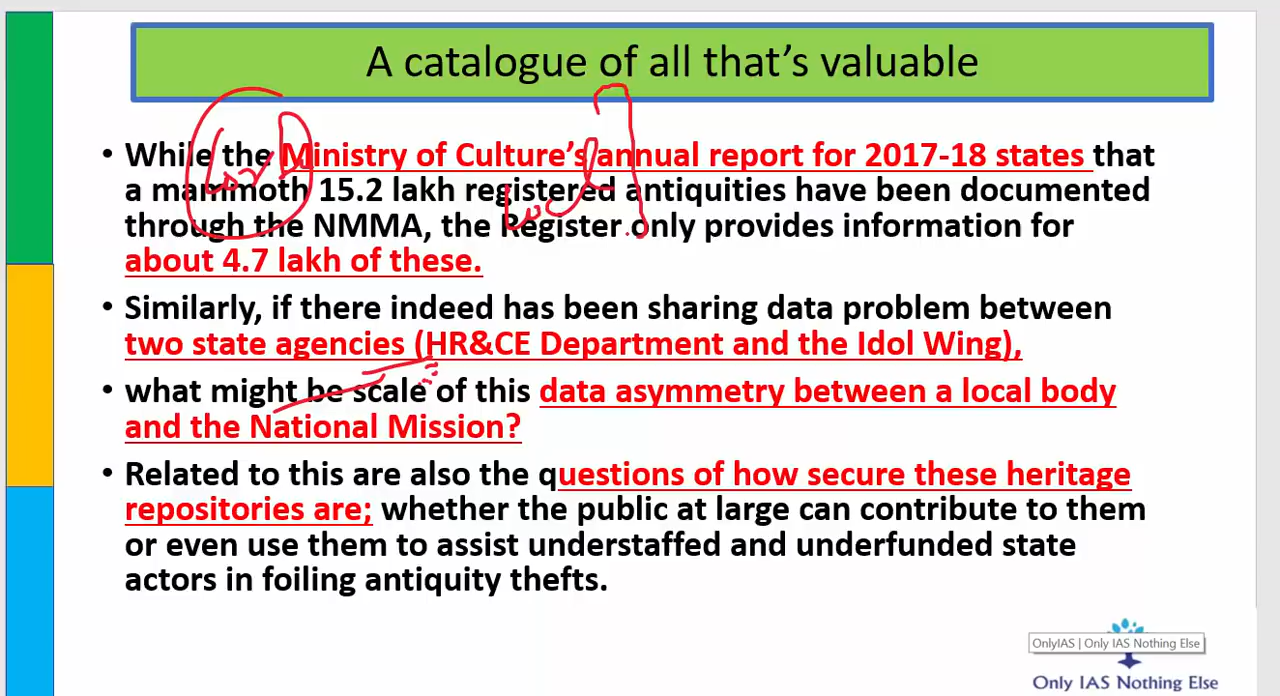 A catalogue of all that's valuable
• While the Ministry of Culture's annual report for 2017-18 states that
a mammoth 15.2 lakh registered antiquities have been documented
through the NMMA, the Register only provides information for
about 4.7 lakh of these.
• Similarly, if there indeed has been sharing data problem between
two state agencies (HR&CE Department and the Idol Wing),
• what might be scale of this data asymmetry between a local body
and the National Mission?
• Related to this are also the questions of how secure these heritage
repositories are; whether the public at large can contribute to them
or even use them to assist understaffed and underfunded state
actors in foiling antiquity thefts.
OnlyIAS | Only IAS Nothing Else
Only IAS Nothing Else